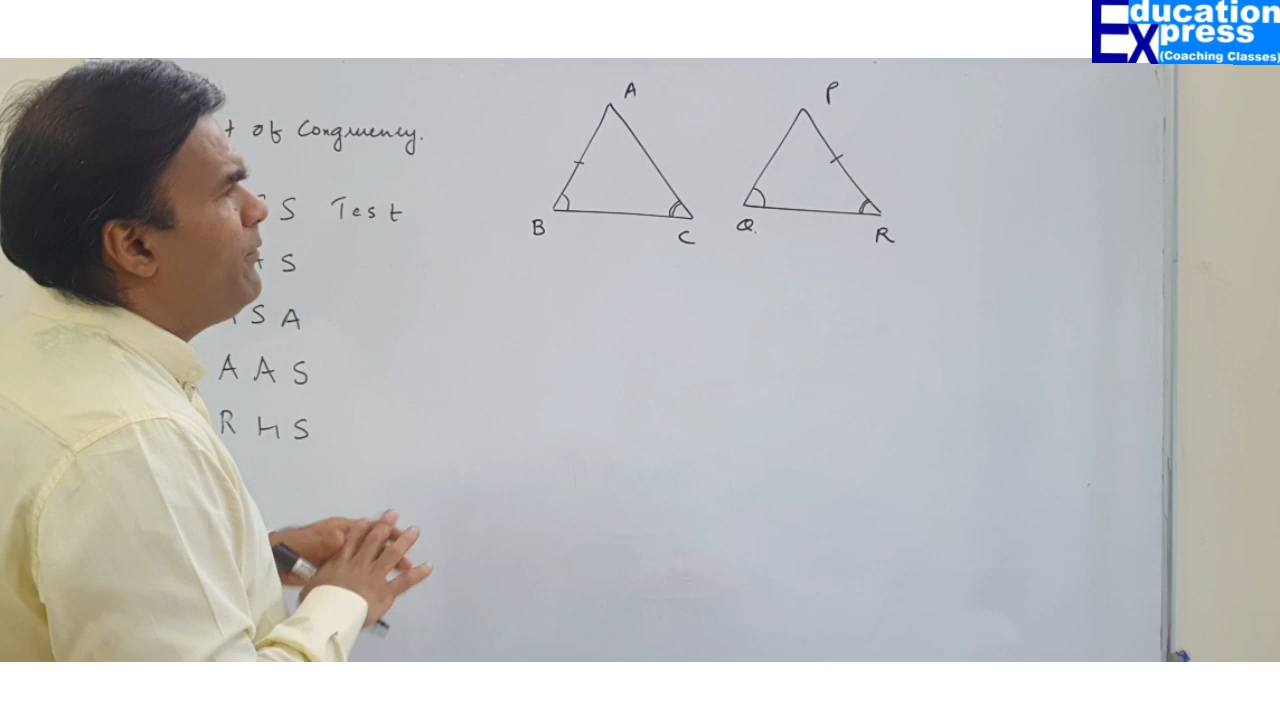 Education
Express
(Coaching Classes)
of Congruency.
S Test
S
S A
A A S
R H S
A
B
C
P
Q.
R